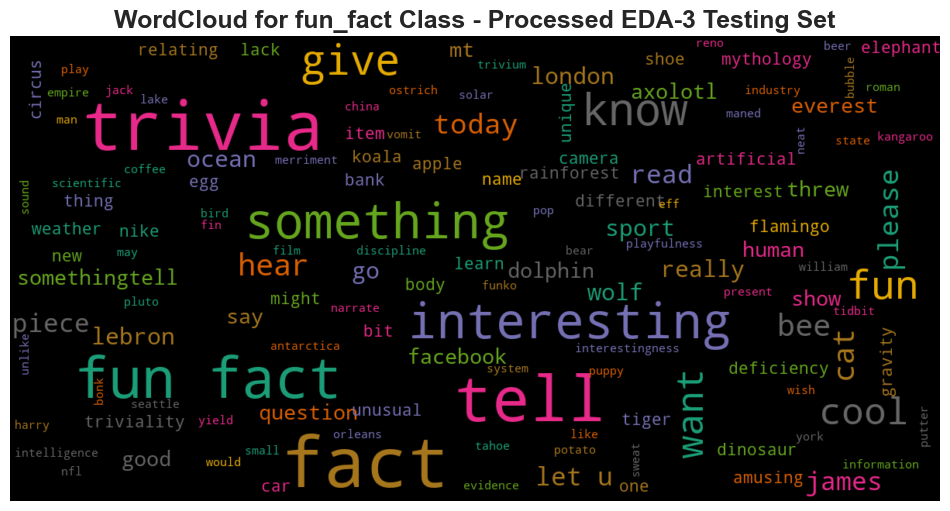 WordCloud for fun_fact Class - Processed EDA-3 Testing Set
relating lack give mt trivium london shoe reno mythology beer elephant
circus play empire jack lake man trivia china ostrich solar today item vomit unique know axolotl industry maned bubble roman everest kangaroo state neat
ocean merriment koala apple camera rainforest read artificial
coffee scientific thing sound egg bank name different interest threw please
weather nike bird fin something pop eff sport flamingo
new may film discipline bear playfulness human
somethingtell hear go learn dolphin really william
pluto might body funko wolf present show fun tidbit
piece lebron say narrate bit interesting bee
unlike antarctica facebook interestingness cat gravity
fun fact system puppy deficiency
bonk seattle tell want wish cool
harry triviality yield question unusual tiger like york putter
intelligence nfl good would small orleans fact tahoe potato sweat dinosaur information
car evidence let u one amusing james